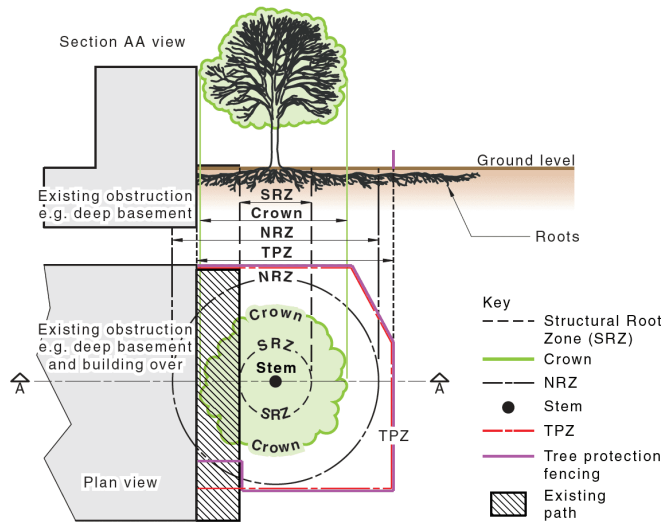 Section AA view
Ground level
Existing obstruction
e.g. deep basement
SRZ
Crown
NRZ
TPZ
Roots
NRZ
Crown
Existing obstruction
e.g. deep basement
and building over
SRZ
Stem
SRZ
Crown
A
A
TPZ
Plan view
Key
Structural Root
Zone (SRZ)
Crown
NRZ
Stem
TPZ
Tree protection
fencing
Existing
path